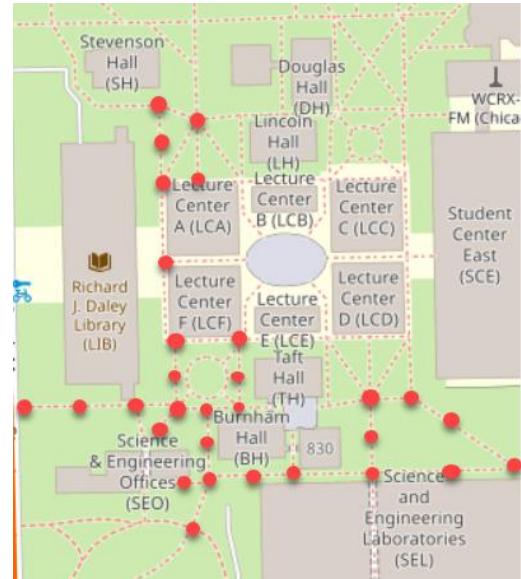 Stevenson
Hall
(SH)
Douglas
Hall
(DH)
WCRX-
FM (Chica
Lincoln
Hall
(LH)
Lecture
Center
A (LCA)
Lecture
Center
B (LCB)
Lecture
Center
C (LCC)
Student
Center
East
(SCE)
Richard
J. Daley
Library
(LIB)
Lecture
Center
F (LCF)
Lecture
Center
E (LCE)
Lecture
Center
D (LCD)
Taft
Hall
(TH)
Burnham
Hall
(BH)
830
Science
& Engineering
Offices
(SEO)
Science
and
Engineering
Laboratories
(SEL)